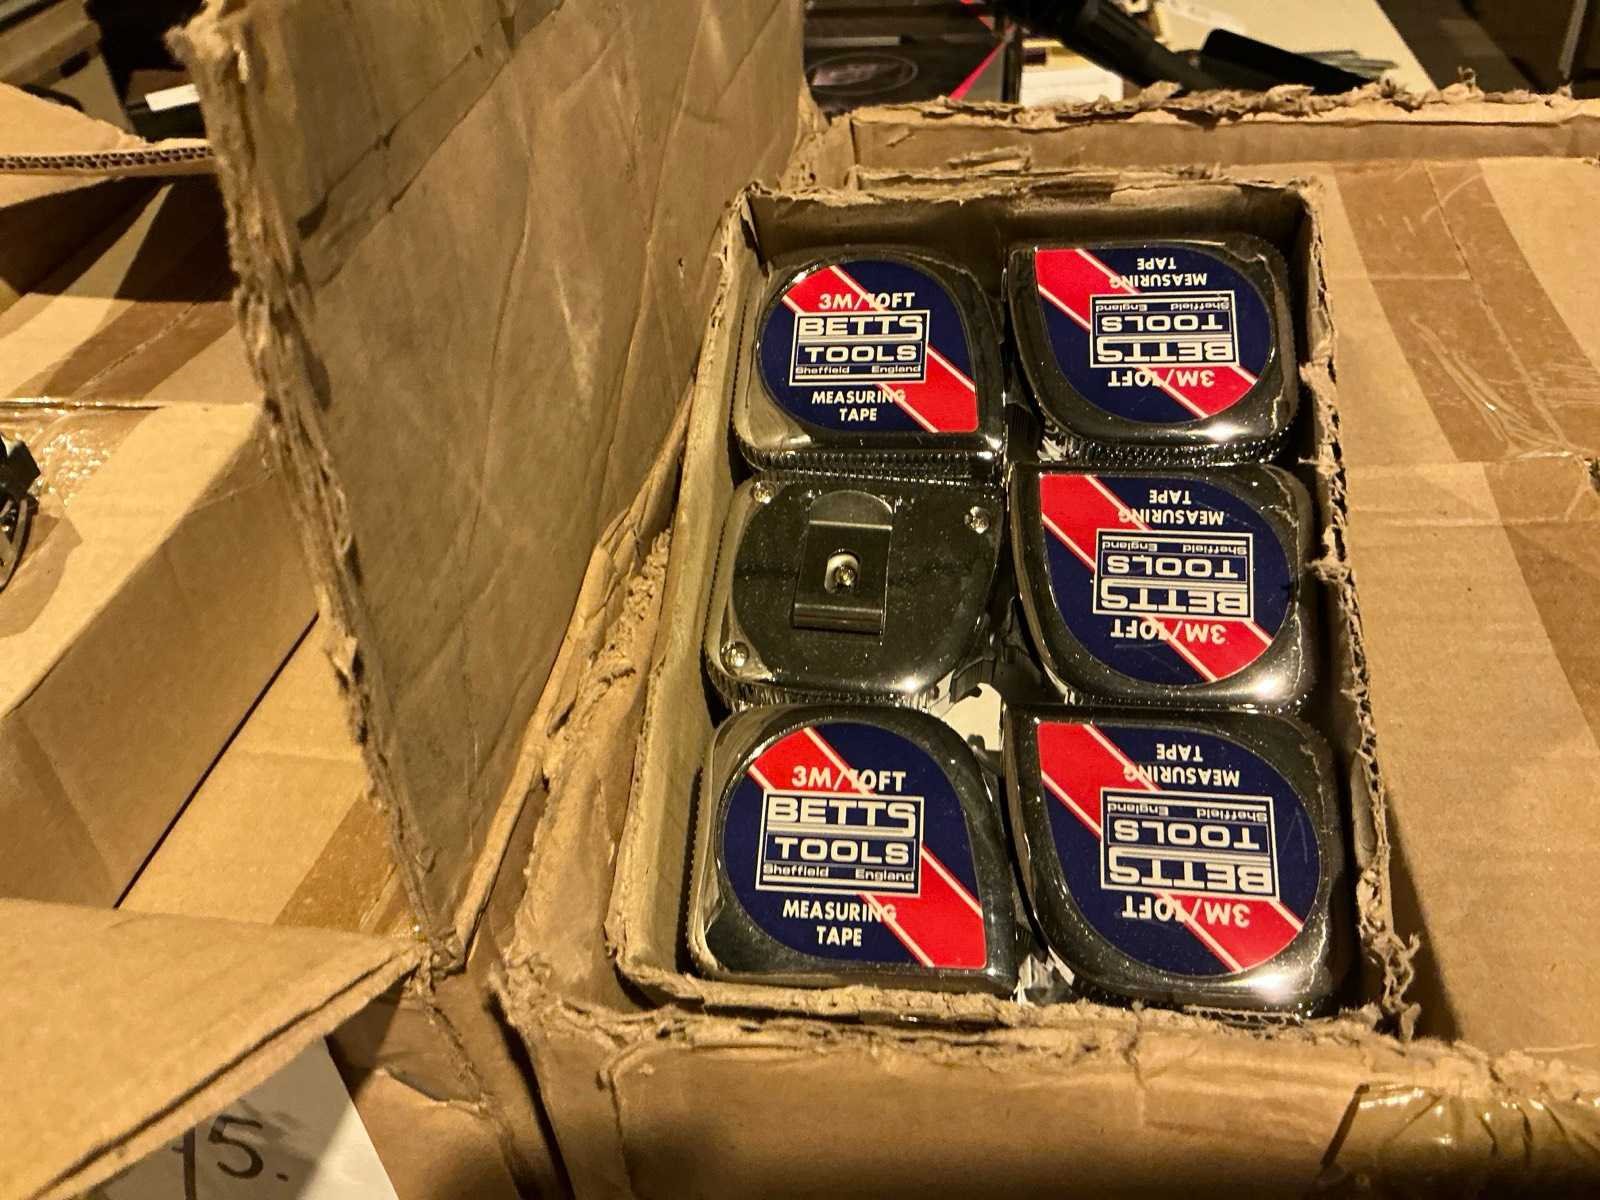 3M/10FT
BETTS
TOOLS
Sheffield England
MEASURING
TAPE
3M/10FT
BETTS
TOOLS
Sheffield England
MEASURING
TAPE
3M/10FT
BETTS
TOOLS
Sheffield England
MEASURING
TAPE
3M/10FT
BETTS
TOOLS
Sheffield England
MEASURING
TAPE
3M/10FT
BETTS
TOOLS
Sheffield England
MEASURING
TAPE